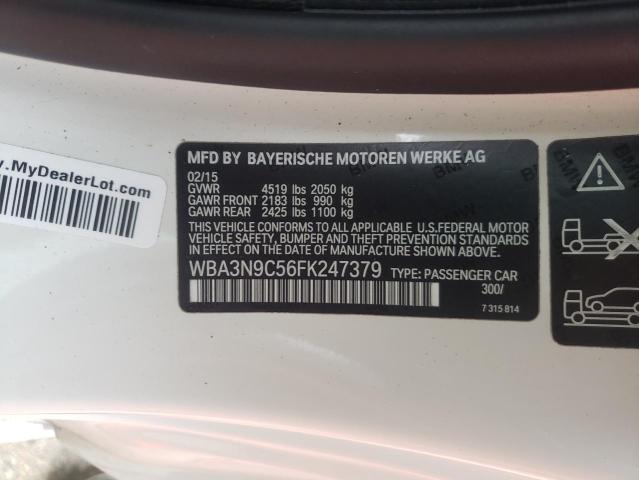 MFD BY BAYERISCHE MOTOREN WERKE AG
02/15
GVWR 4519 lbs 2050 kg
GAWR FRONT 2183 lbs 990 kg
GAWR REAR 2425 lbs 1100 kg
THIS VEHICLE CONFORMS TO ALL APPLICABLE U.S.FEDERAL MOTOR
VEHICLE SAFETY, BUMPER AND THEFT PREVENTION STANDARDS
IN EFFECT ON THE DATE OF MANUFACTURE SHOWN ABOVE.
WBA3N9C56FK247379 TYPE: PASSENGER CAR
300/
7 315 814
.MyDealerLot.com
BMW